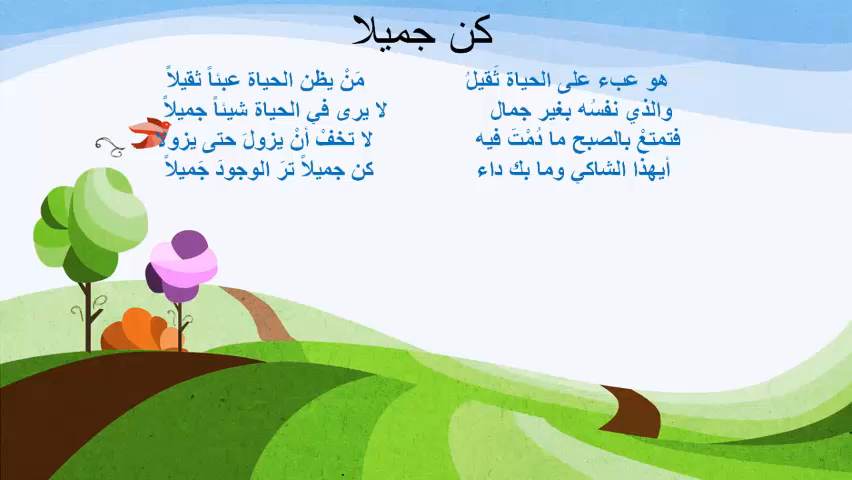 كن جميلا
هو عبء على الحياة ثَقيلُ مَنْ يظن الحياة عبئاً ثقيلاً
والذي نفسُه بغير جمال لا يرى في الحياة شيئاً جميلاً
فتمتعْ بالصبح ما دُمْتَ فيه لا تخفْ أنْ يزولَ حتى يزولا
أيهذا الشاكي وما بك داء كن جميلاً ترَ الوجودَ جَميلاً